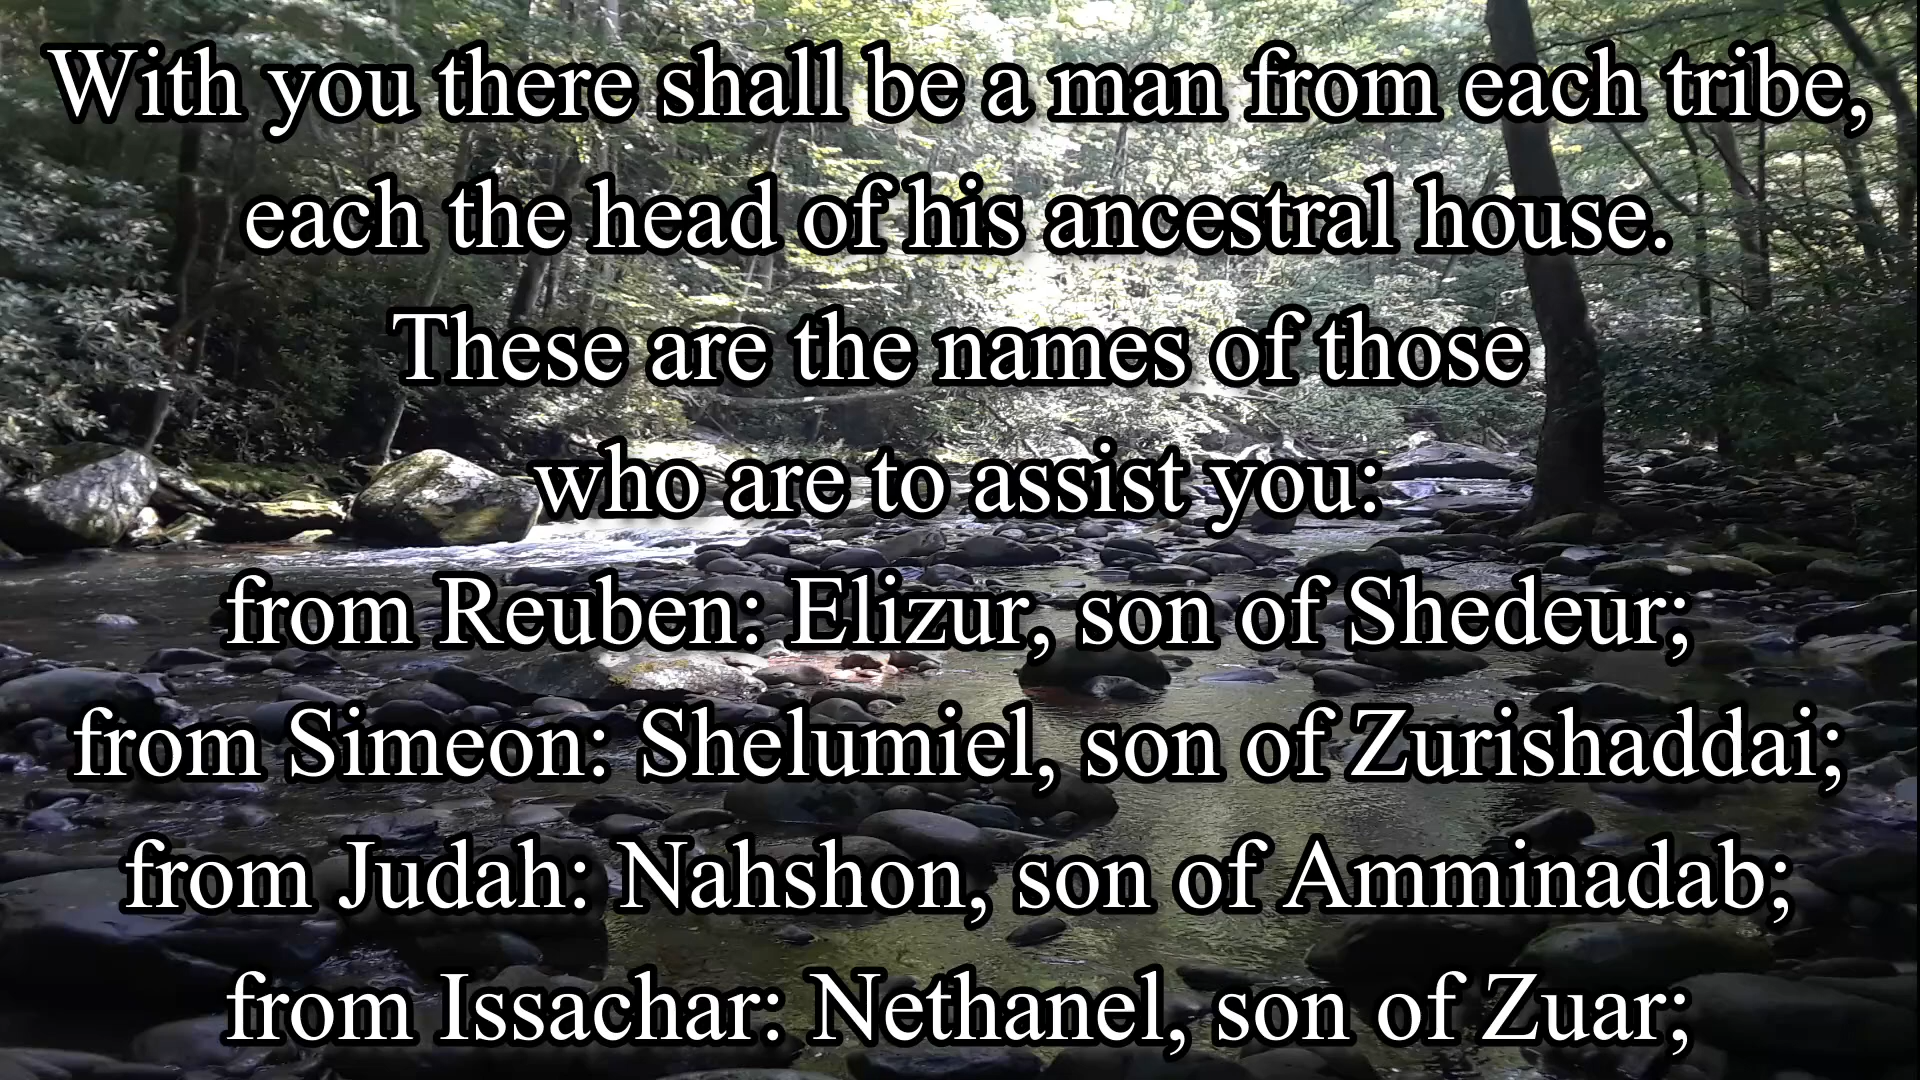 With you there shall be a man from each tribe,
each the head of his ancestral house.
These are the names of those
who are to assist you:
from Reuben: Elizur, son of Shedeur;
from Simeon: Shelumiel, son of Zurishaddai;
from Judah: Nahshon, son of Amminadab;
from Issachar: Nethanel, son of Zuar;